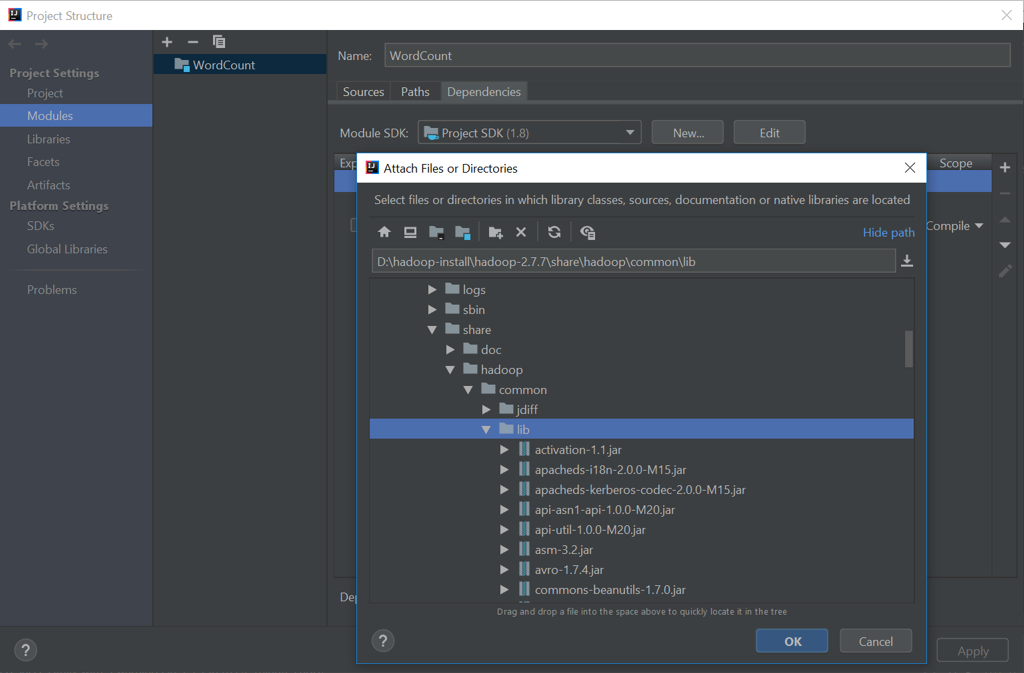 Project Structure
Project Settings
Project
Modules
Libraries
Facets
Artifacts
Platform Settings
SDKs
Global Libraries
Problems
WordCount
Name: WordCount
Sources Paths Dependencies
Module SDK: Project SDK (1.8) New... Edit
Exp Scope
Compile
Attach Files or Directories
Select files or directories in which library classes, sources, documentation or native libraries are located
Hide path
D:\hadoop-install\hadoop-2.7.7\share\hadoop\common\lib
logs
sbin
share
doc
hadoop
common
jdiff
lib
activation-1.1.jar
apacheds-i18n-2.0.0-M15.jar
apacheds-kerberos-codec-2.0.0-M15.jar
api-asn1-api-1.0.0-M20.jar
api-util-1.0.0-M20.jar
asm-3.2.jar
avro-1.7.4.jar
commons-beanutils-1.7.0.jar
Drag and drop a file into the space above to quickly locate it in the tree
? OK Cancel
Dep
? Apply